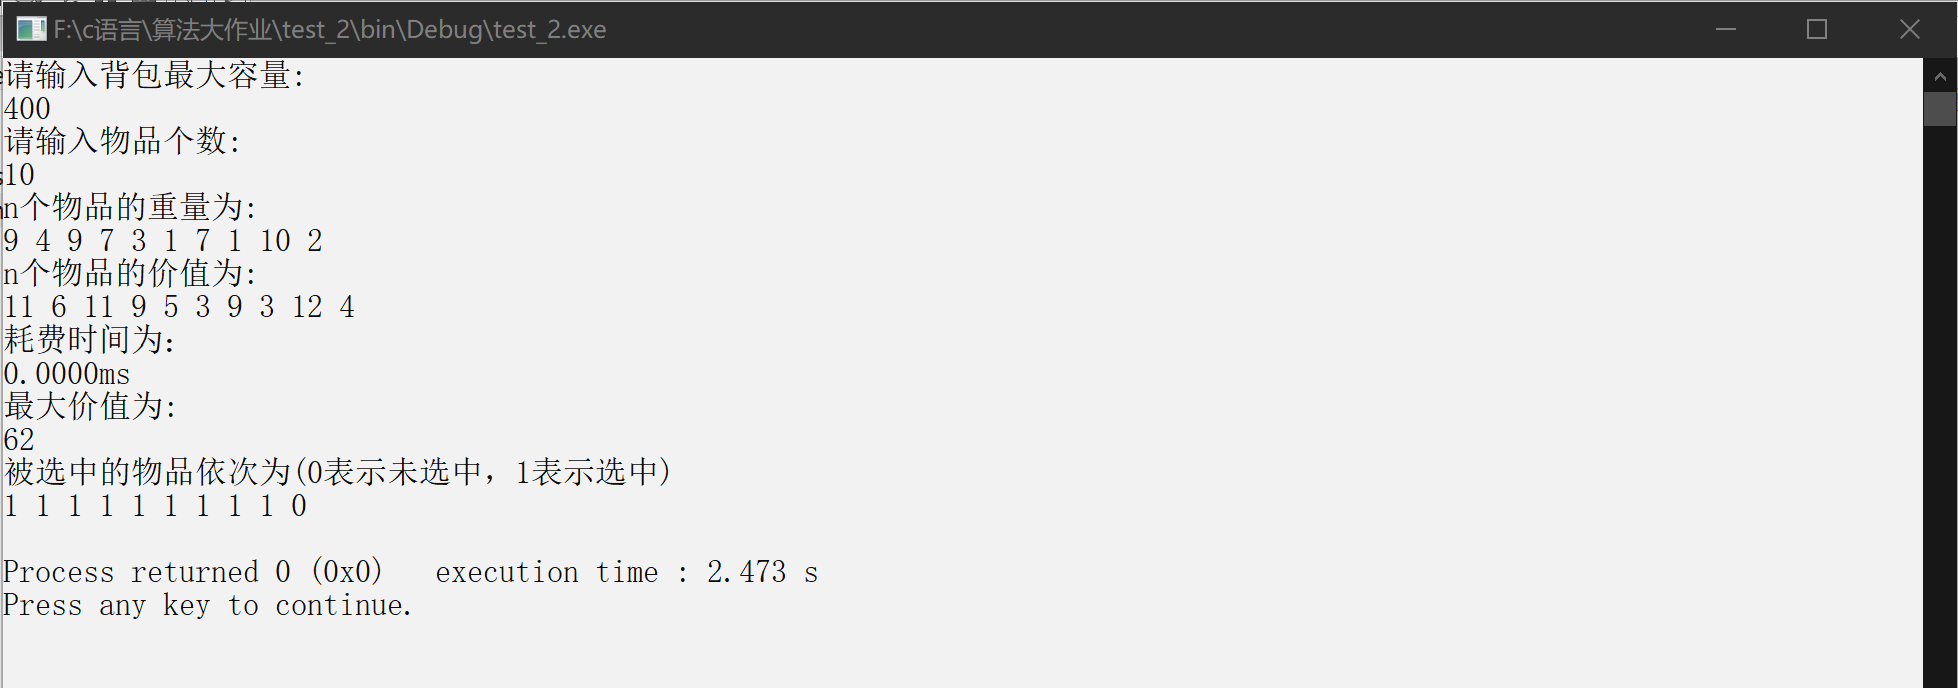 F:\c语言\算法大作业\test_2\bin\Debug\test_2.exe
请输入背包最大容量:
400
请输入物品个数:
10
n个物品的重量为:
9 4 9 7 3 1 7 1 10 2
n个物品的价值为:
11 6 11 9 5 3 9 3 12 4
耗费时间为：
0.0000ms
最大价值为:
62
被选中的物品依次为(0表示未选中，1表示选中)
1 1 1 1 1 1 1 1 1 0
Process returned 0 (0x0)   execution time : 2.473 s
Press any key to continue.